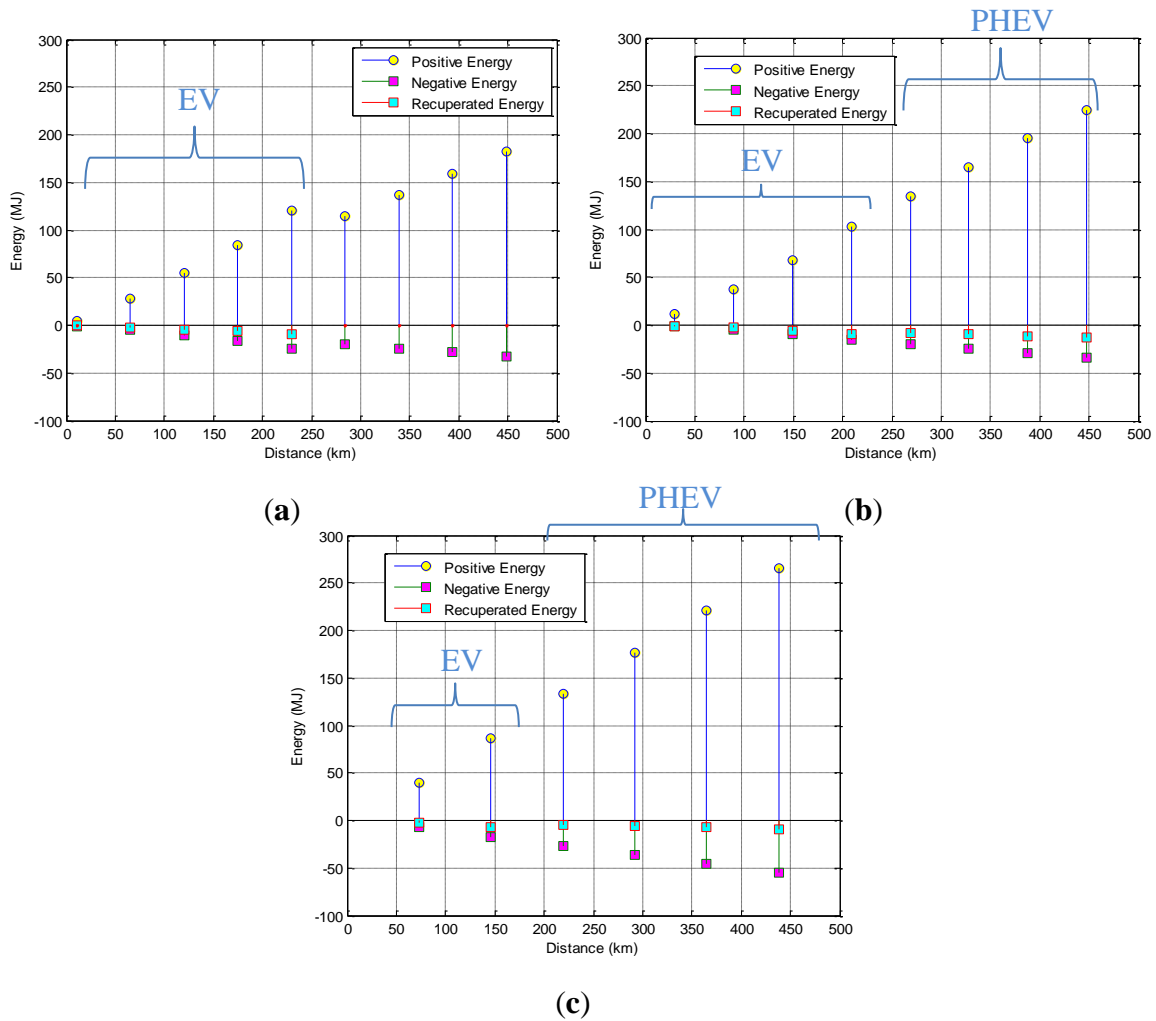 EV
Positive Energy
Negative Energy
Recuperated Energy
300
250
200
150
100
50
0
-50
-100
Energy (MJ)
0 50 100 150 200 250 300 350 400 450 500
Distance (km)
(a)
PHEV
EV
Positive Energy
Negative Energy
Recuperated Energy
300
250
200
150
100
50
0
-50
-100
Energy (MJ)
0 50 100 150 200 250 300 350 400 450 500
Distance (km)
(b)
PHEV
EV
Positive Energy
Negative Energy
Recuperated Energy
300
250
200
150
100
50
0
-50
-100
Energy (MJ)
0 50 100 150 200 250 300 350 400 450 500
Distance (km)
(c)